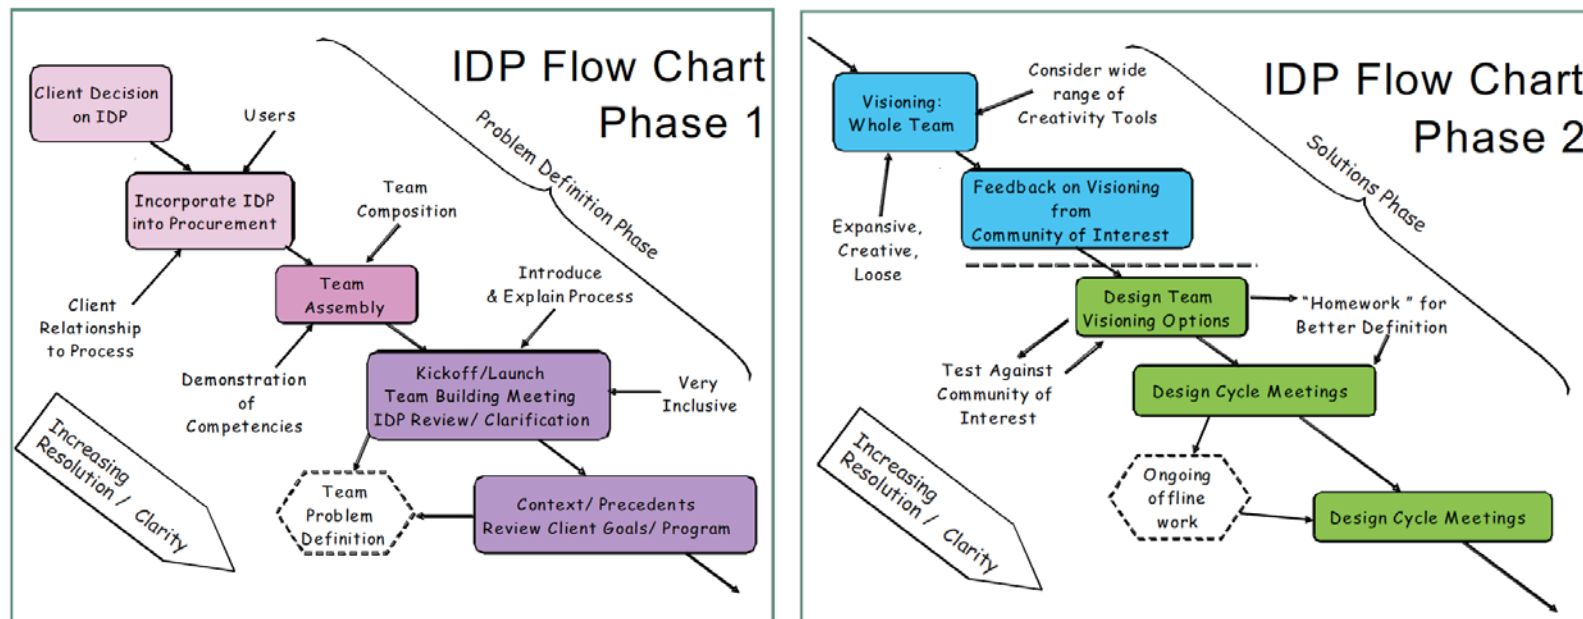 IDP Flow Chart
Phase 1
Client Decision
on IDP
Users
Problem Definition Phase
Incorporate IDP
into Procurement
Team
Composition
Client
Relationship
to Process
Team
Assembly
Introduce
& Explain Process
Demonstration
of
Competencies
Kickoff/Launch
Team Building Meeting
IDP Review/ Clarification
Very
Inclusive
Increasing
Resolution / Clarity
Team
Problem
Definition
Context/ Precedents
Review Client Goals/ Program
IDP Flow Chart
Phase 2
Visioning:
Whole Team
Consider wide
range of
Creativity Tools
Solutions Phase
Feedback on Visioning
from
Community of Interest
Expansive,
Creative,
Loose
Design Team
Visioning Options
"Homework " for
Better Definition
Test Against
Community of
Interest
Design Cycle Meetings
Increasing
Resolution / Clarity
Ongoing
offline
work
Design Cycle Meetings